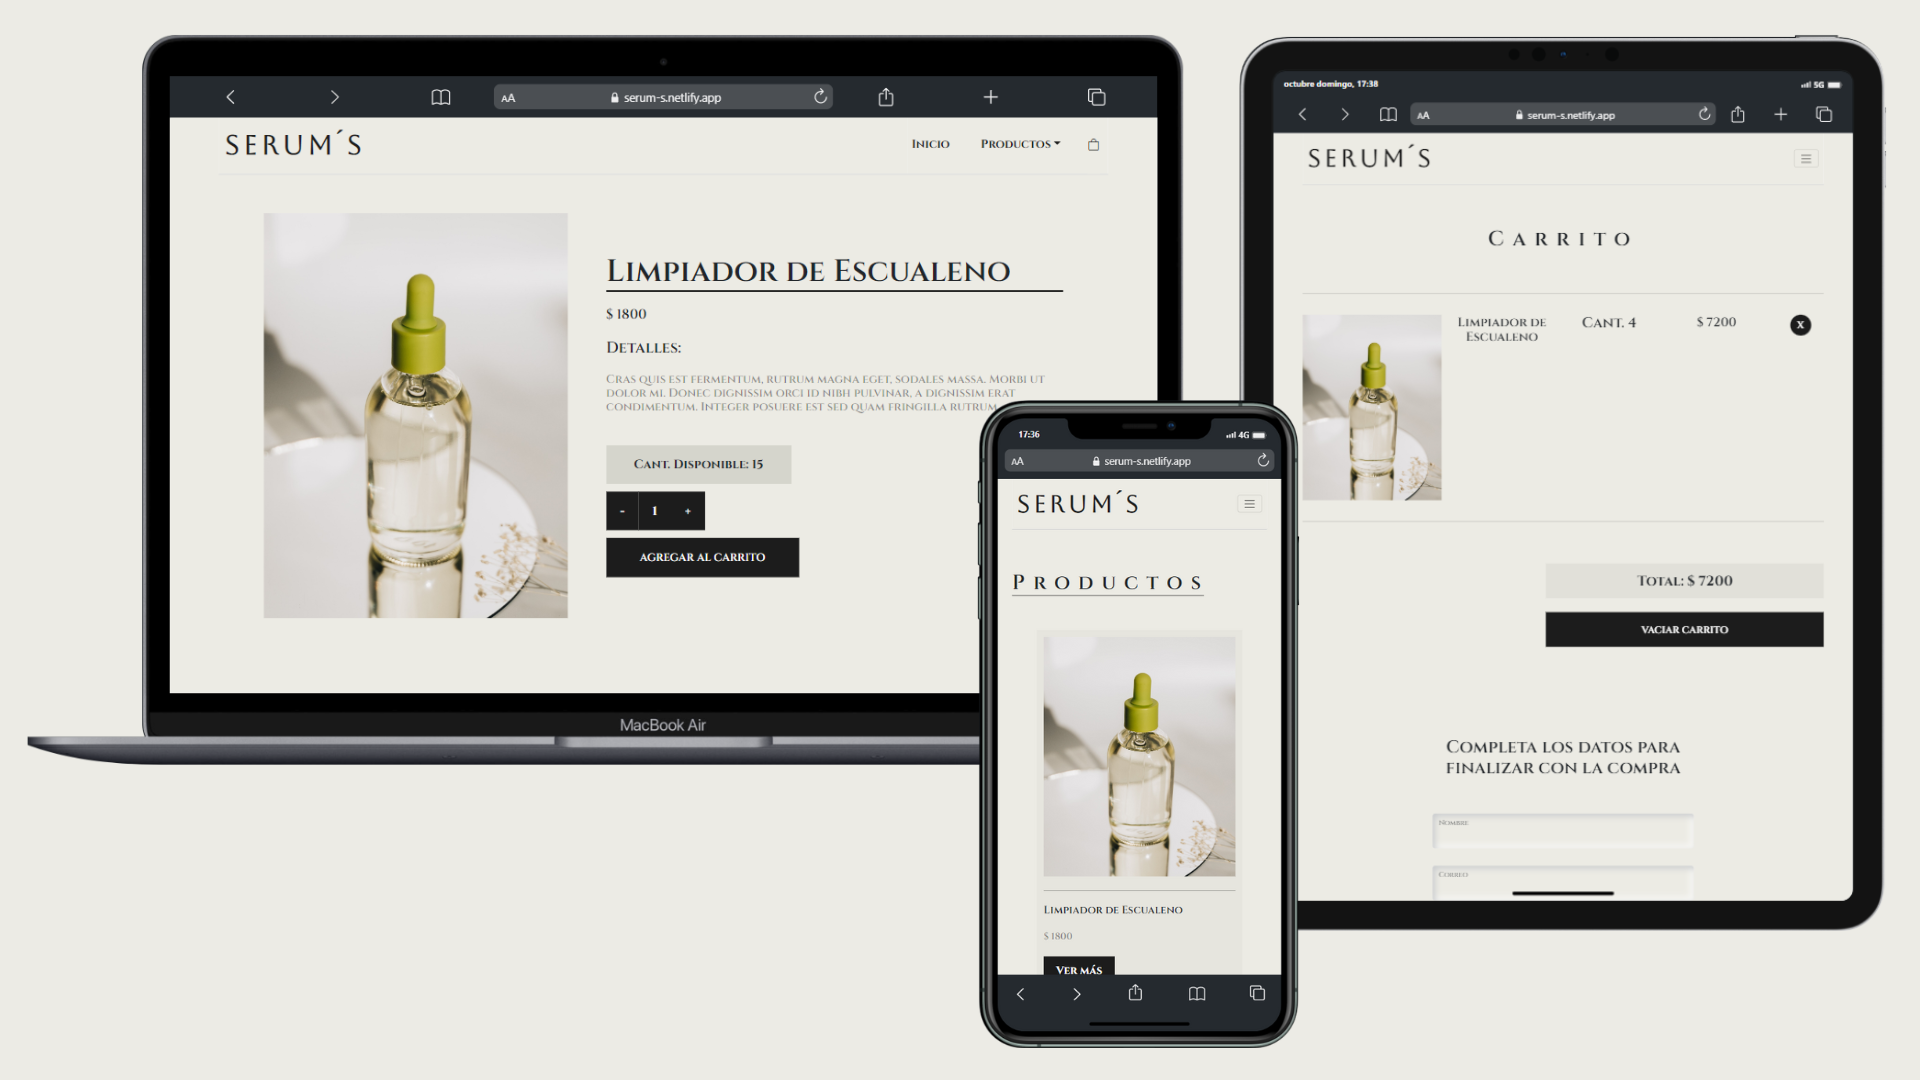 AA
serum-s.netlify.app
SERUM´S
Inicio
Productos
Limpiador de Escualeno
$ 1800
Detalles:
Cras quis est fermentum, rutrum magna eget, sodales massa. Morbi ut
dolor mi. Donec dignissim orci id nibh pulvinar, a dignissim erat
condimentum. Integer posuere est sed quam fringilla rutrum
Cant. Disponible: 15
- 1 +
AGREGAR AL CARRITO
MacBook Air
17:36
4G
AA
serum-s.netlify.app
SERUM´S
Productos
Limpiador de Escualeno
$ 1800
Ver más
octubre domingo, 17:38
5G
AA
serum-s.netlify.app
SERUM´S
Carrito
Limpiador de
Escualeno
Cant. 4
$ 7200
X
Total: $ 7200
VACIAR CARRITO
Completa los datos para
finalizar con la compra
Nombre
Correo